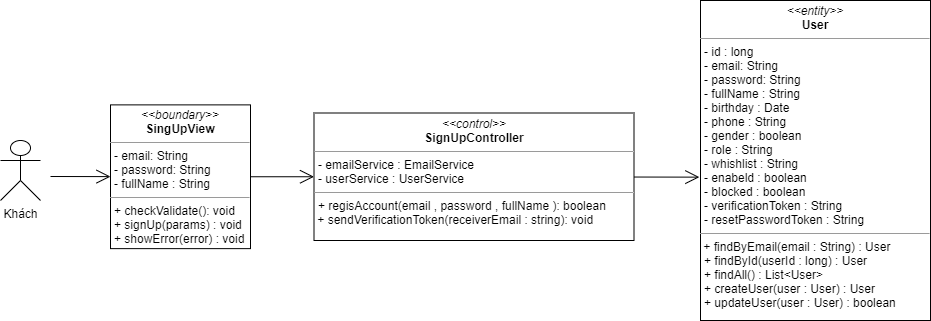 Khách
<<boundary>>
SingUpView
- email: String
- password: String
- fullName : String
+ checkValidate(): void
+ signUp(params) : void
+ showError(error) : void
<<control>>
SignUpController
- emailService : EmailService
- userService : UserService
+ regisAccount(email , password , fullName ): boolean
+ sendVerificationToken(receiverEmail : string): void
<<entity>>
User
- id : long
- email: String
- password: String
- fullName : String
- birthday : Date
- phone : String
- gender : boolean
- role : String
- whishlist : String
- enabeld : boolean
- blocked : boolean
- verificationToken : String
- resetPasswordToken : String
+ findByEmail(email : String) : User
+ findById(userId : long) : User
+ findAll() : List<User>
+ createUser(user : User) : User
+ updateUser(user : User) : boolean